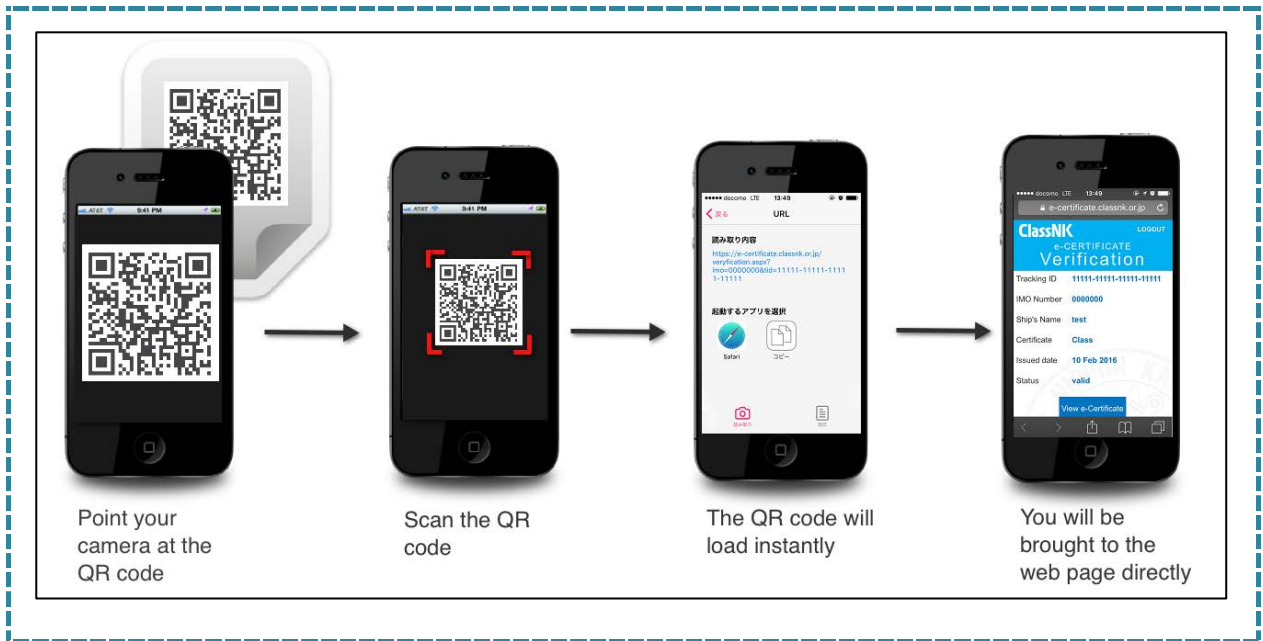 AT&T 9:41 PM
AT&T 9:41 PM
docomo LTE 13:49
戻る URL
読み取り内容
https://e-certificate.classnk.or.jp/
veryfication.aspx?
imo=0000000&tid=11111-11111-1111
1-11111
起動するアプリを選択
Safari コピー
読み取り
docomo LTE 13:49
e-certificate.classnk.or.jp
ClassNK LOGOUT
e-CERTIFICATE
Verification
Tracking ID 11111-11111-11111-11111
IMO Number 0000000
Ship's Name test
Certificate Class
Issued date 10 Feb 2016
Status valid
View e-Certificate
Point your
camera at the
QR code
Scan the QR
code
The QR code will
load instantly
You will be
brought to the
web page directly